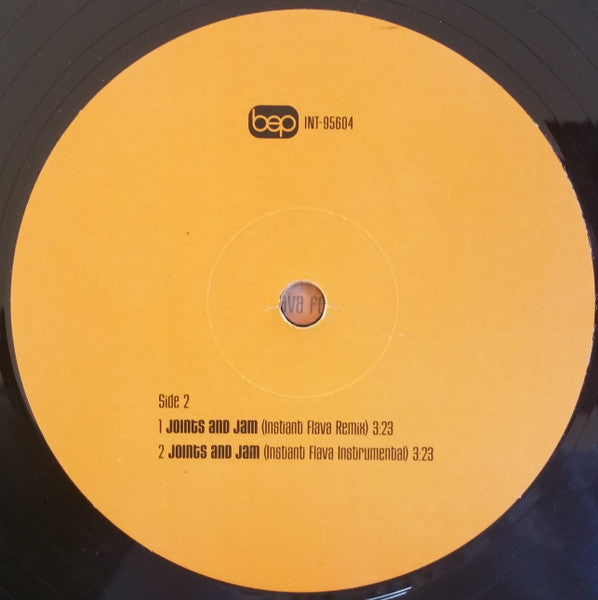 bep INT-95604
ava f
Side 2
1 Joints and Jam (Instant Flava Remix) 3:23
2 Joints and Jam (Instant Flava Instrumental) 3:23